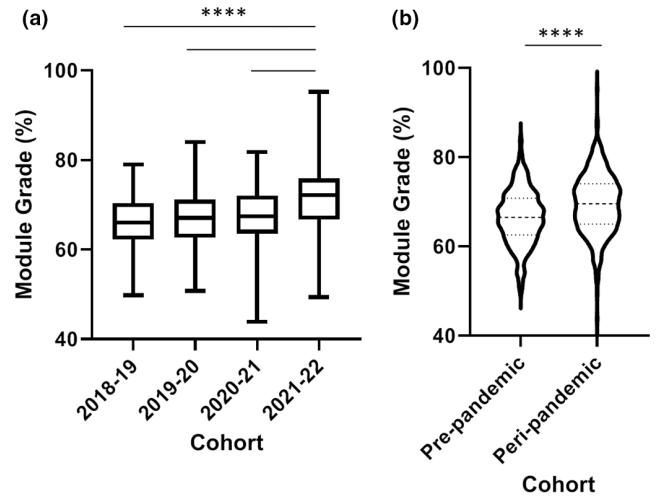 (a)
****
100
80
60
40
Module Grade (%)
2018-19
2019-20
2020-21
2021-22
Cohort
(b)
****
100
80
60
40
Module Grade (%)
Pre-pandemic
Peri-pandemic
Cohort